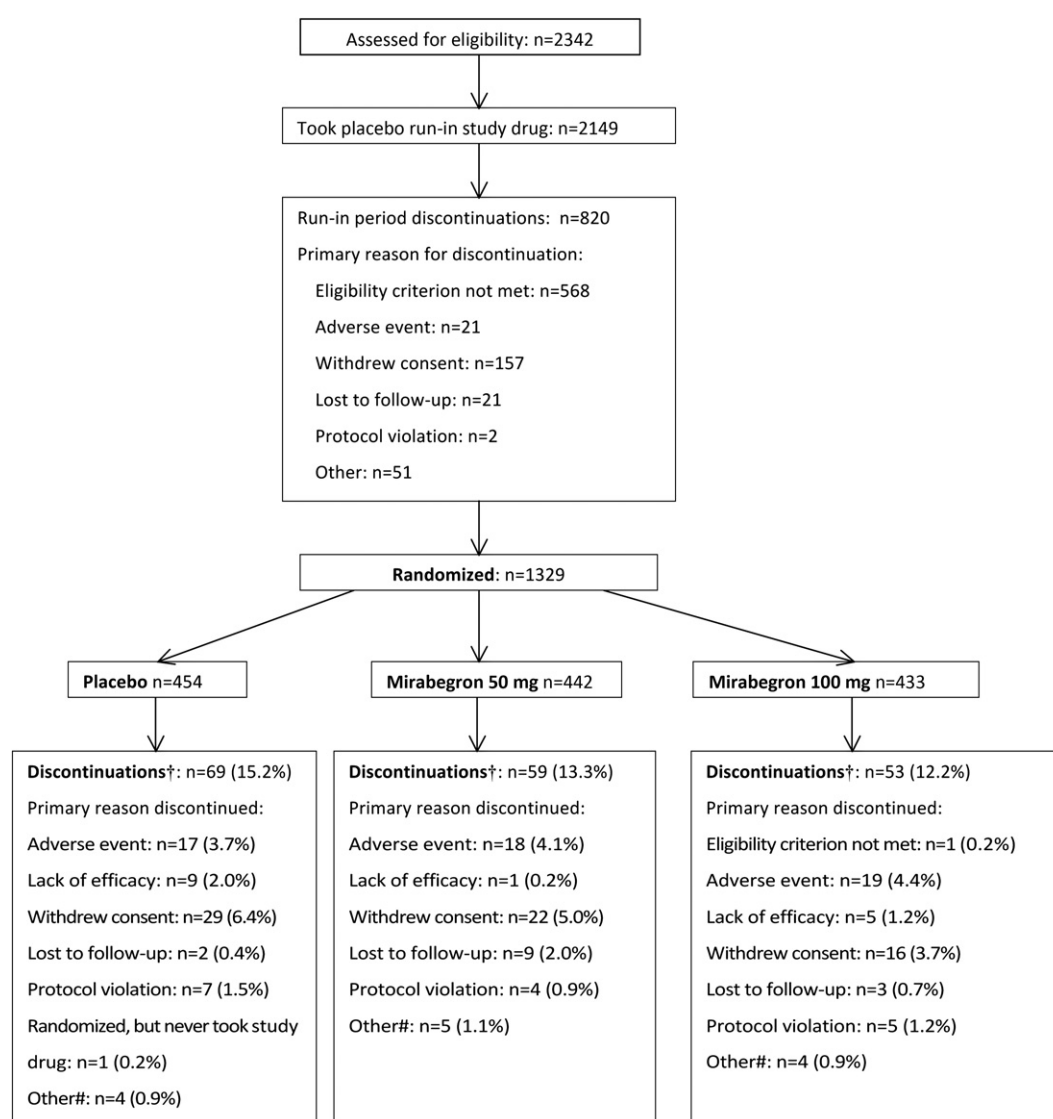 Assessed for eligibility: n=2342
Took placebo run-in study drug: n=2149
Run-in period discontinuations:  n=820
Primary reason for discontinuation:
Eligibility criterion not met: n=568
Adverse event: n=21
Withdrew consent: n=157
Lost to follow-up: n=21
Protocol violation: n=2
Other: n=51
Randomized: n=1329
Placebo n=454
Mirabegron 50 mg n=442
Mirabegron 100 mg n=433
Discontinuations†: n=69 (15.2%)
Primary reason discontinued:
Adverse event: n=17 (3.7%)
Lack of efficacy: n=9 (2.0%)
Withdrew consent: n=29 (6.4%)
Lost to follow-up: n=2 (0.4%)
Protocol violation: n=7 (1.5%)
Randomized, but never took study
drug: n=1 (0.2%)
Other#: n=4 (0.9%)
Discontinuations†: n=59 (13.3%)
Primary reason discontinued:
Adverse event: n=18 (4.1%)
Lack of efficacy: n=1 (0.2%)
Withdrew consent: n=22 (5.0%)
Lost to follow-up: n=9 (2.0%)
Protocol violation: n=4 (0.9%)
Other#: n=5 (1.1%)
Discontinuations†: n=53 (12.2%)
Primary reason discontinued:
Eligibility criterion not met: n=1 (0.2%)
Adverse event: n=19 (4.4%)
Lack of efficacy: n=5 (1.2%)
Withdrew consent: n=16 (3.7%)
Lost to follow-up: n=3 (0.7%)
Protocol violation: n=5 (1.2%)
Other#: n=4 (0.9%)